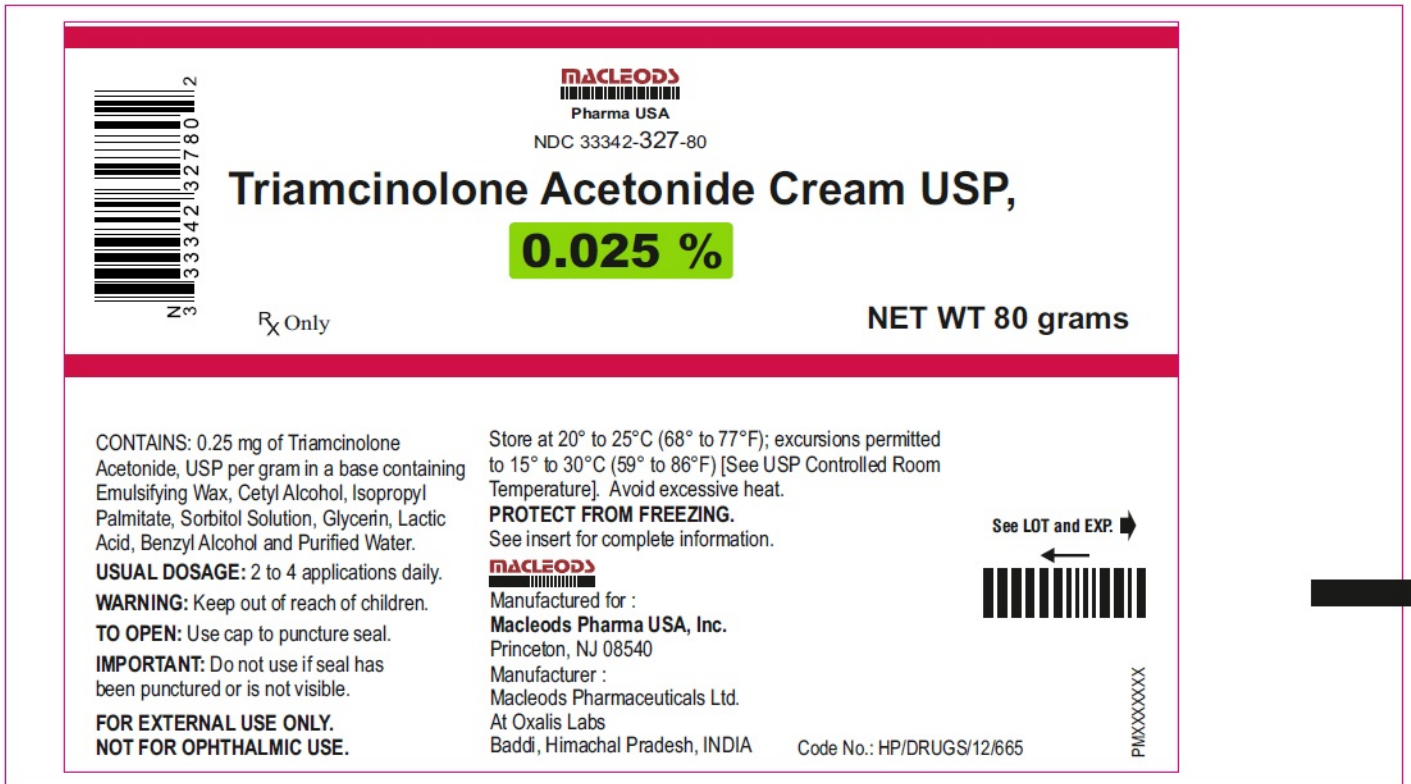 MACLEODS
Pharma USA
NDC 33342-327-80
Triamcinolone Acetonide Cream USP,
0.025 %
N
3 33342 32780 2
Rx Only
NET WT 80 grams
CONTAINS: 0.25 mg of Triamcinolone
Acetonide, USP per gram in a base containing
Emulsifying Wax, Cetyl Alcohol, Isopropyl
Palmitate, Sorbitol Solution, Glycerin, Lactic
Acid, Benzyl Alcohol and Purified Water.
USUAL DOSAGE: 2 to 4 applications daily.
WARNING: Keep out of reach of children.
TO OPEN: Use cap to puncture seal.
IMPORTANT: Do not use if seal has
been punctured or is not visible.
FOR EXTERNAL USE ONLY.
NOT FOR OPHTHALMIC USE.
Store at 20° to 25°C (68° to 77°F); excursions permitted
to 15° to 30°C (59° to 86°F) [See USP Controlled Room
Temperature]. Avoid excessive heat.
PROTECT FROM FREEZING.
See insert for complete information.
MACLEODS
Manufactured for :
Macleods Pharma USA, Inc.
Princeton, NJ 08540
Manufacturer :
Macleods Pharmaceuticals Ltd.
At Oxalis Labs
Baddi, Himachal Pradesh, INDIA
Code No.: HP/DRUGS/12/665
See LOT and EXP.
PMXXXXXXX